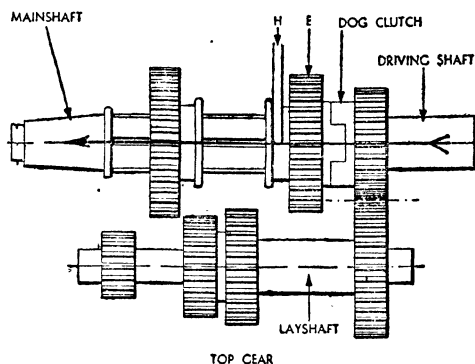 MAINSHAFT
H
E
DOG CLUTCH
DRIVING SHAFT
LAYSHAFT
TOP GEAR